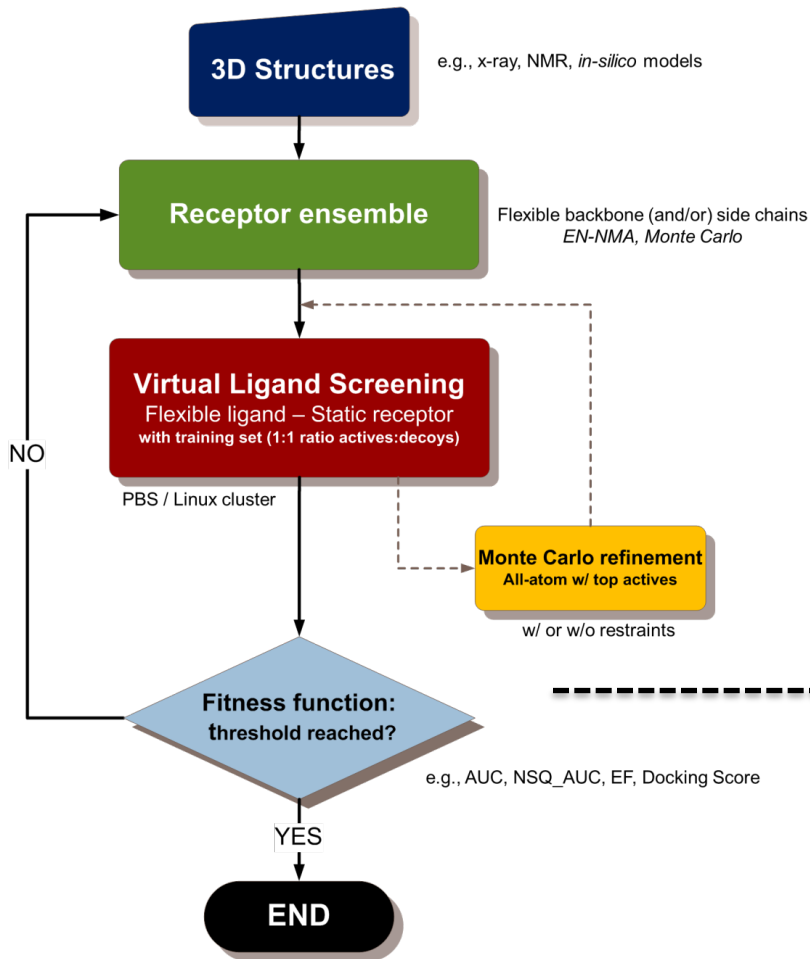 3D Structures
e.g., x-ray, NMR, in-silico models
Receptor ensemble
Flexible backbone (and/or) side chains
EN-NMA, Monte Carlo
Virtual Ligand Screening
Flexible ligand – Static receptor
with training set (1:1 ratio actives:decoys)
NO
PBS / Linux cluster
Monte Carlo refinement
All-atom w/ top actives
w/ or w/o restraints
Fitness function:
threshold reached?
e.g., AUC, NSQ_AUC, EF, Docking Score
YES
END